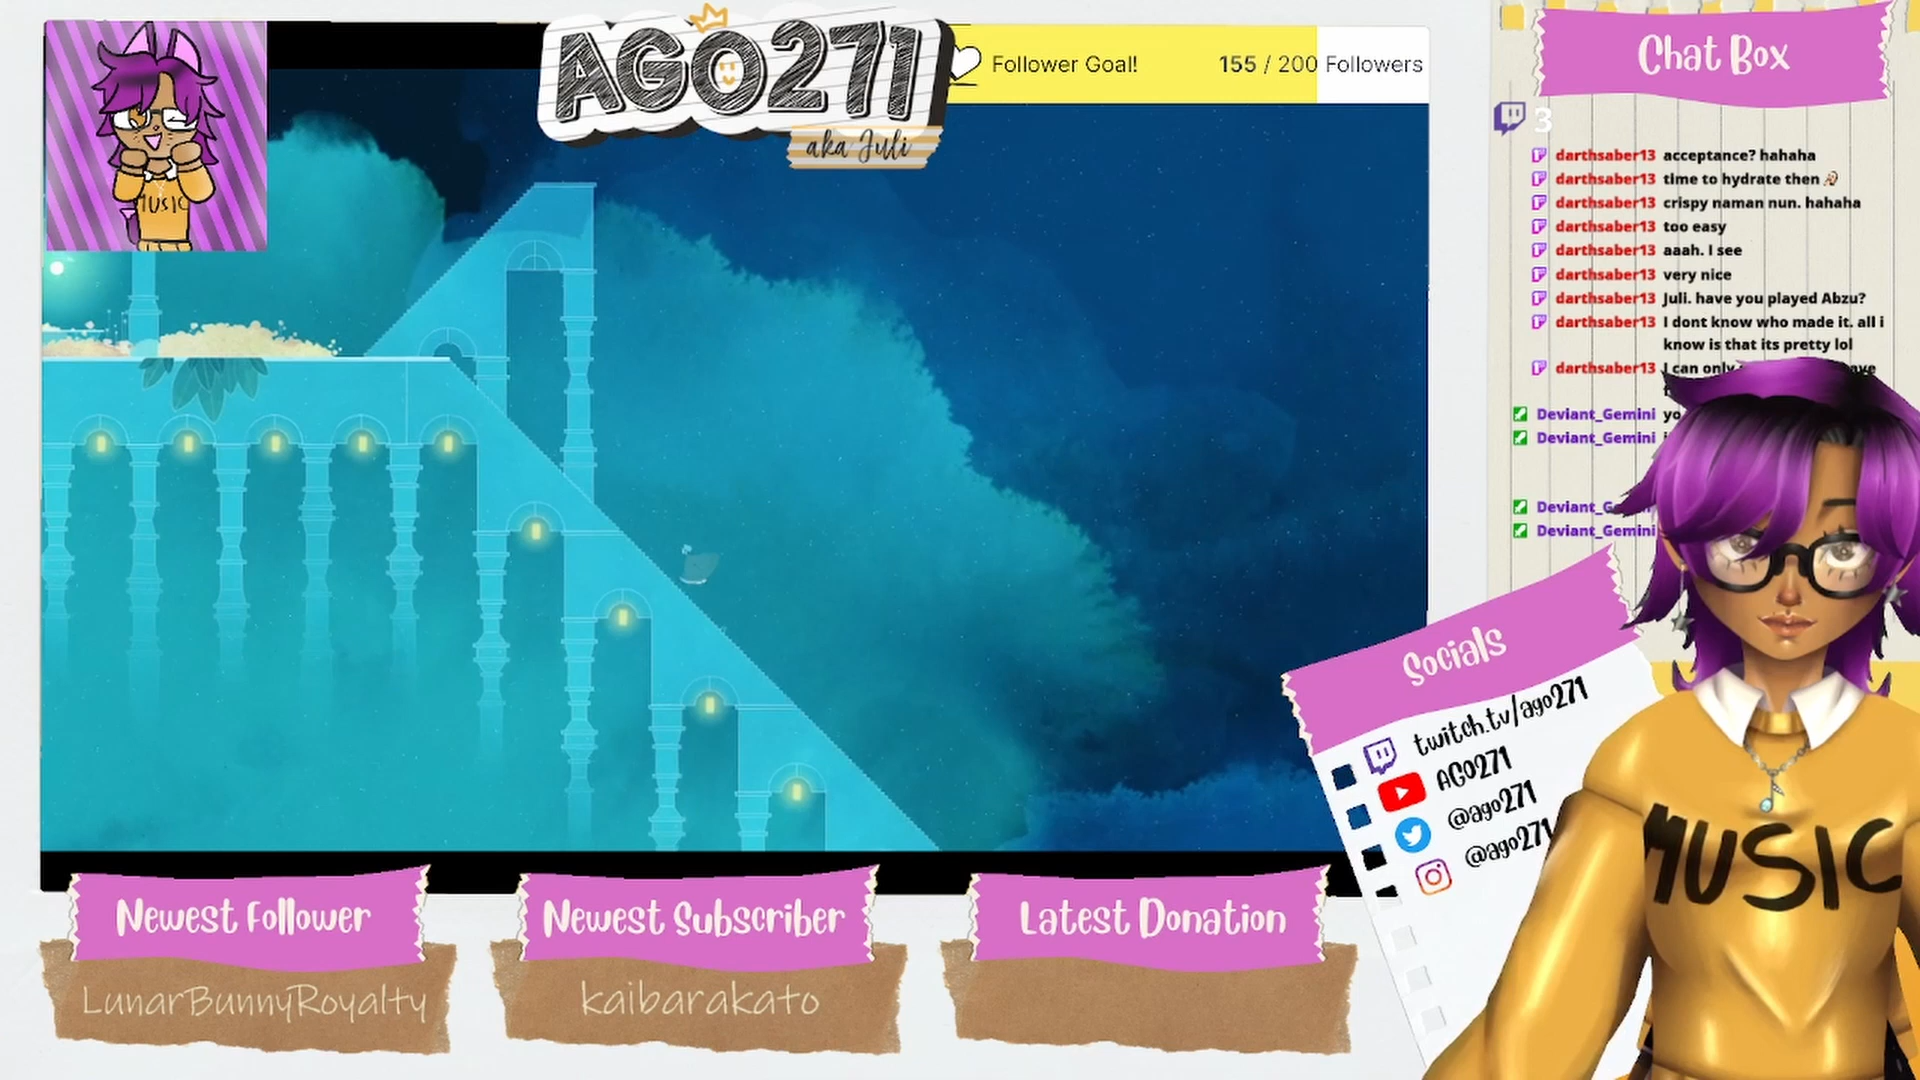 AGO271
aka Juli
Follower Goal!
155 / 200 Followers
MUSIC
Chat Box
3
darthsaber13 acceptance? hahaha
darthsaber13 time to hydrate then
darthsaber13 crispy naman nun. hahaha
darthsaber13 too easy
darthsaber13 aaah. I see
darthsaber13 very nice
darthsaber13 Juli. have you played Abzu?
darthsaber13 I dont know who made it. all i
know is that its pretty lol
darthsaber13 I can only
Deviant_Gemini
Deviant_Gemini
Deviant_Gemini
Socials
twitch.tv/ago271
AGO271
@ago271
@ago271
MUSIC
Newest Follower
LunarBunnyRoyalty
Newest Subscriber
kaibarakato
Latest Donation